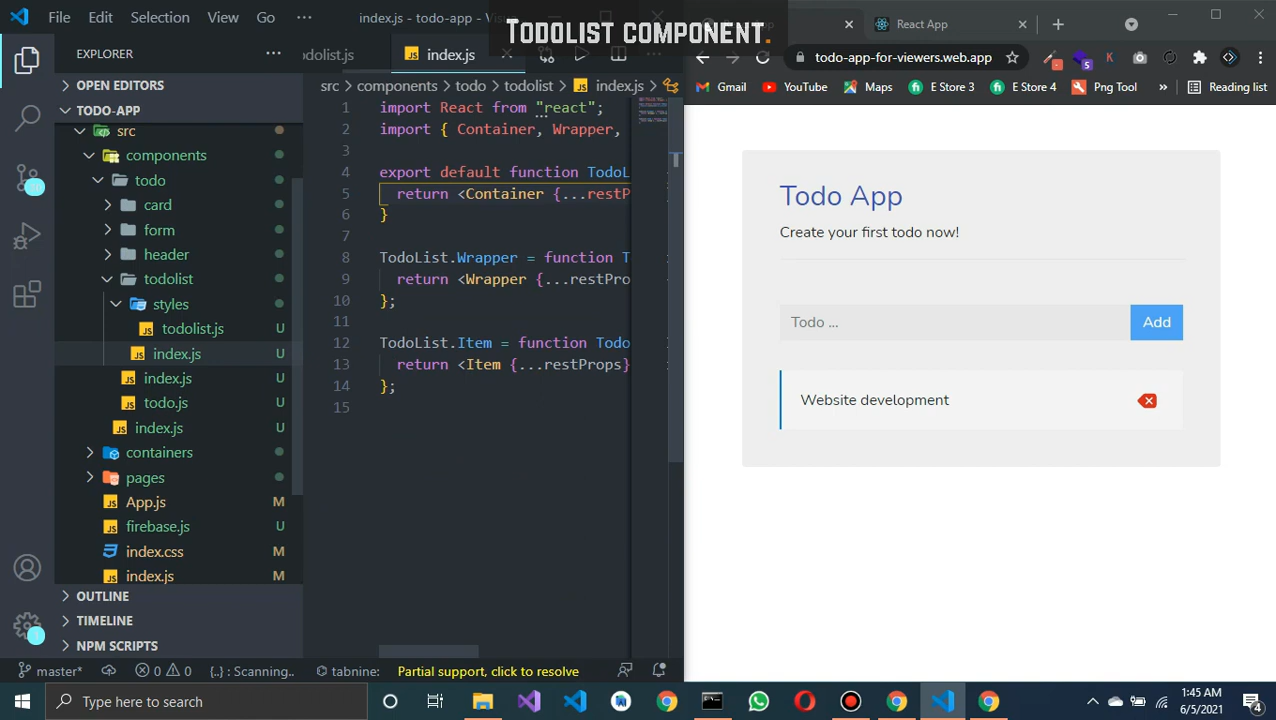 File Edit Selection View Go ... index.js - todo-app - Visu
TODOLIST COMPONENT.
EXPLORER
OPEN EDITORS
TODO-APP
src
components
todo
card
form
header
todolist
styles
todolist.js U
index.js U
index.js U
todo.js U
index.js U
containers
pages
App.js M
firebase.js U
index.css M
index.js M
OUTLINE
TIMELINE
NPM SCRIPTS
odolist.js index.js
src components todo todolist index.js
1 import React from "react";
2 import { Container, Wrapper,
3
4 export default function TodoL
5 return <Container {...restP
6 }
7
8 TodoList.Wrapper = function T
9 return <Wrapper {...restPro
10 };
11
12 TodoList.Item = function Todo
13 return <Item {...restProps}
14 };
15
master* 0 0 {..} : Scanning... tabnine: Partial support, click to resolve
React App
todo-app-for-viewers.web.app
5
Gmail YouTube Maps E Store 3 E Store 4 Png Tool » Reading list
Todo App
Create your first todo now!
Todo ... Add
Website development
Type here to search
1:45 AM
6/5/2021
4